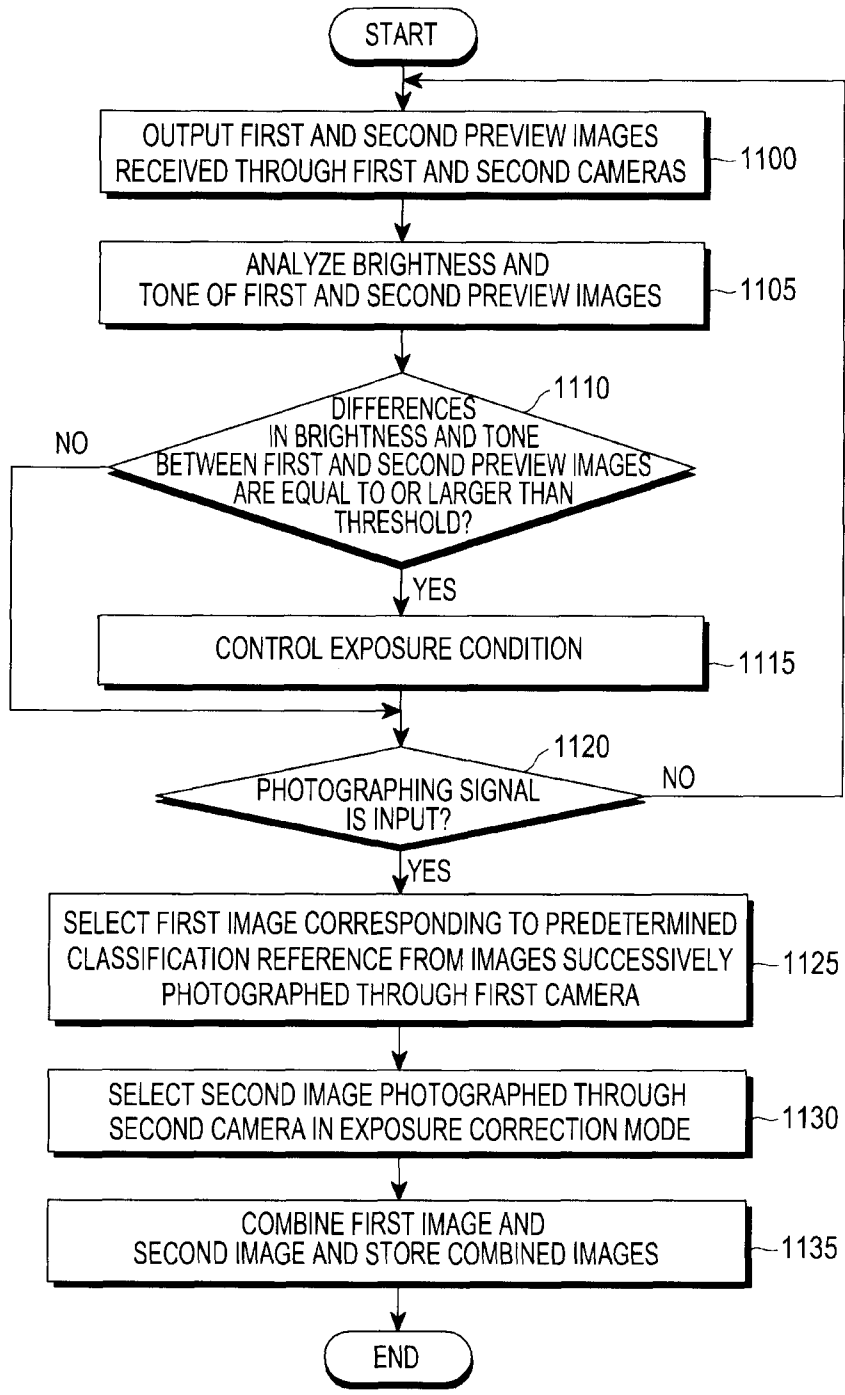 START
OUTPUT FIRST AND SECOND PREVIEW IMAGES
RECEIVED THROUGH FIRST AND SECOND CAMERAS
1100
ANALYZE BRIGHTNESS AND
TONE OF FIRST AND SECOND PREVIEW IMAGES
1105
1110
DIFFERENCES
IN BRIGHTNESS AND TONE
BETWEEN FIRST AND SECOND PREVIEW IMAGES
ARE EQUAL TO OR LARGER THAN
THRESHOLD?
NO
YES
CONTROL EXPOSURE CONDITION
1115
1120
PHOTOGRAPHING SIGNAL
IS INPUT?
NO
YES
SELECT FIRST IMAGE CORRESPONDING TO PREDETERMINED
CLASSIFICATION REFERENCE FROM IMAGES SUCCESSIVELY
PHOTOGRAPHED THROUGH FIRST CAMERA
1125
SELECT SECOND IMAGE PHOTOGRAPHED THROUGH
SECOND CAMERA IN EXPOSURE CORRECTION MODE
1130
COMBINE FIRST IMAGE AND
SECOND IMAGE AND STORE COMBINED IMAGES
1135
END